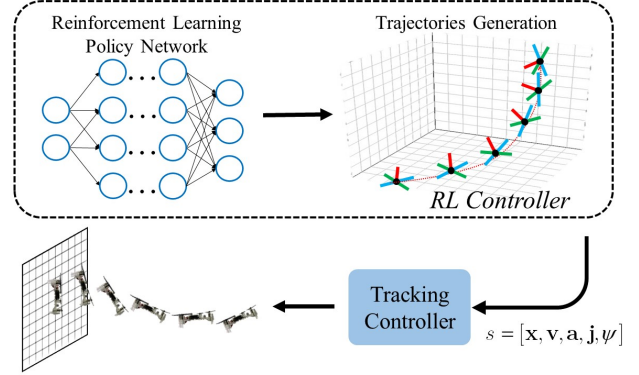 Reinforcement Learning
Policy Network
Trajectories Generation
RL Controller
Tracking
Controller
s = [x, v, a, j, ψ]